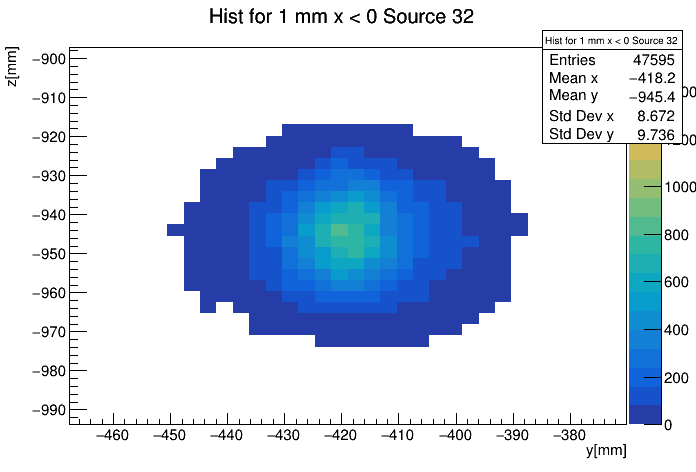 Hist for 1 mm x < 0 Source 32
z[mm]
Hist for 1 mm x < 0 Source 32
Entries 47595
Mean x −418.2
Mean y −945.4
Std Dev x 8.672
Std Dev y 9.736
−900
−910
−920
−930
−940
−950
−960
−970
−980
−990
1000
800
600
400
200
0
−460 −450 −440 −430 −420 −410 −400 −390 −380
y[mm]